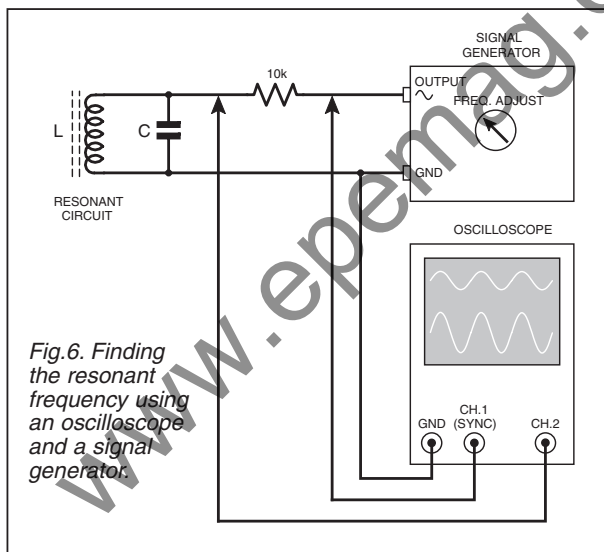 SIGNAL
GENERATOR
10k
OUTPUT
FREQ. ADJUST
L
C
GND
RESONANT
CIRCUIT
OSCILLOSCOPE
Fig.6. Finding
the resonant
frequency using
an oscilloscope
and a signal
generator.
GND
CH.1
(SYNC)
CH.2
www.epemag.